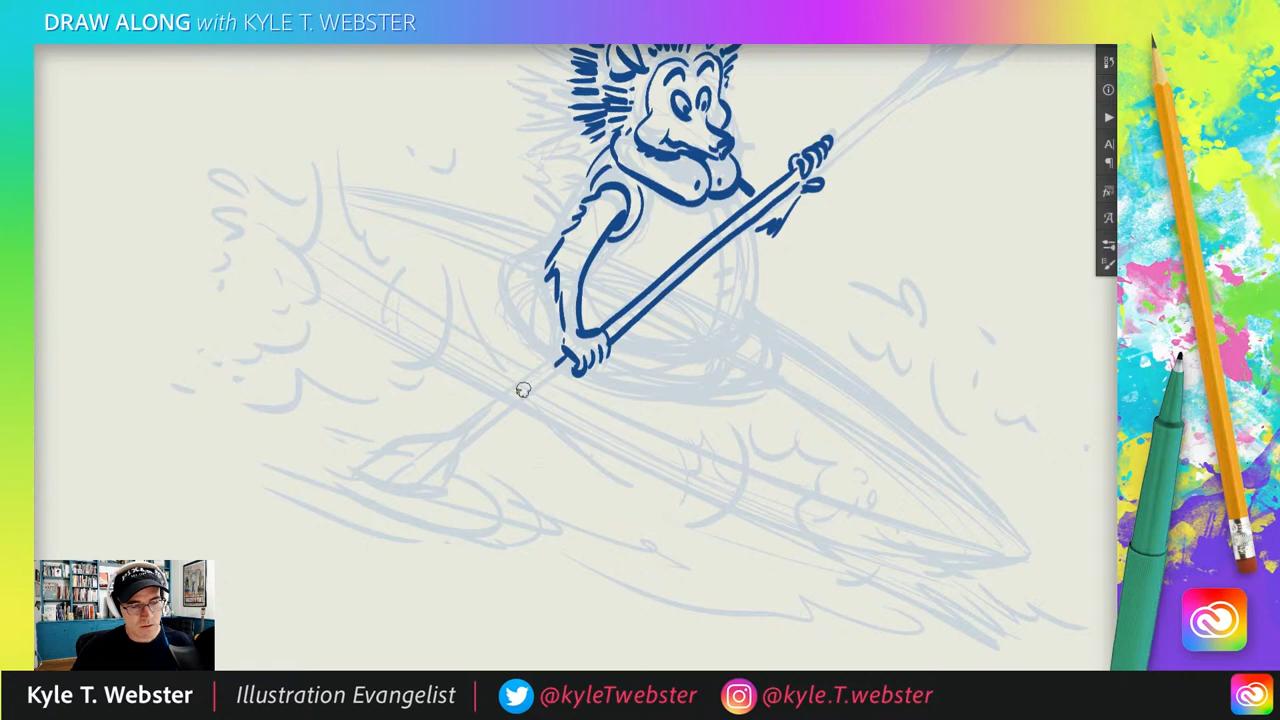 DRAW ALONG with KYLE T. WEBSTER
Kyle T. Webster | Illustration Evangelist | @kyleTwebster @kyle.T.webster